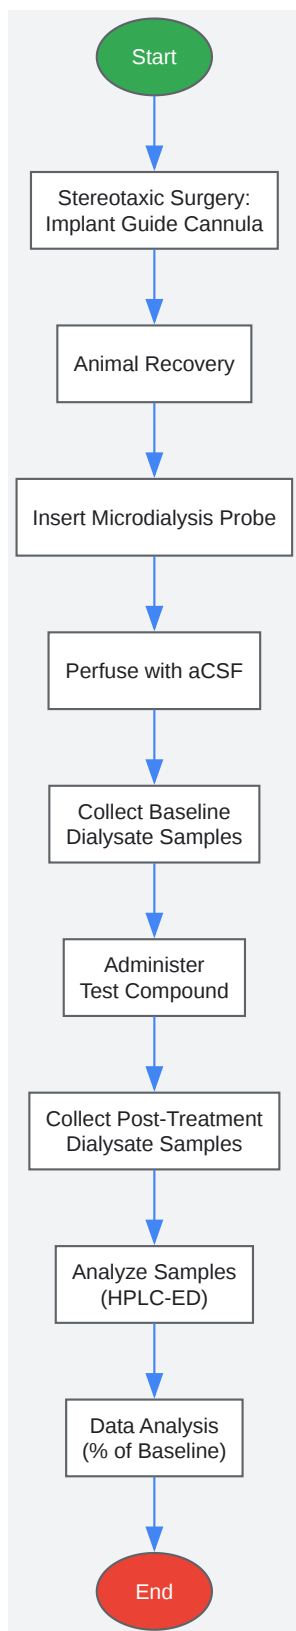 Start
Stereotaxic Surgery:
Implant Guide Cannula
Animal Recovery
Insert Microdialysis Probe
Perfuse with aCSF
Collect Baseline
Dialysate Samples
Administer
Test Compound
Collect Post-Treatment
Dialysate Samples
Analyze Samples
(HPLC-ED)
Data Analysis
(% of Baseline)
End